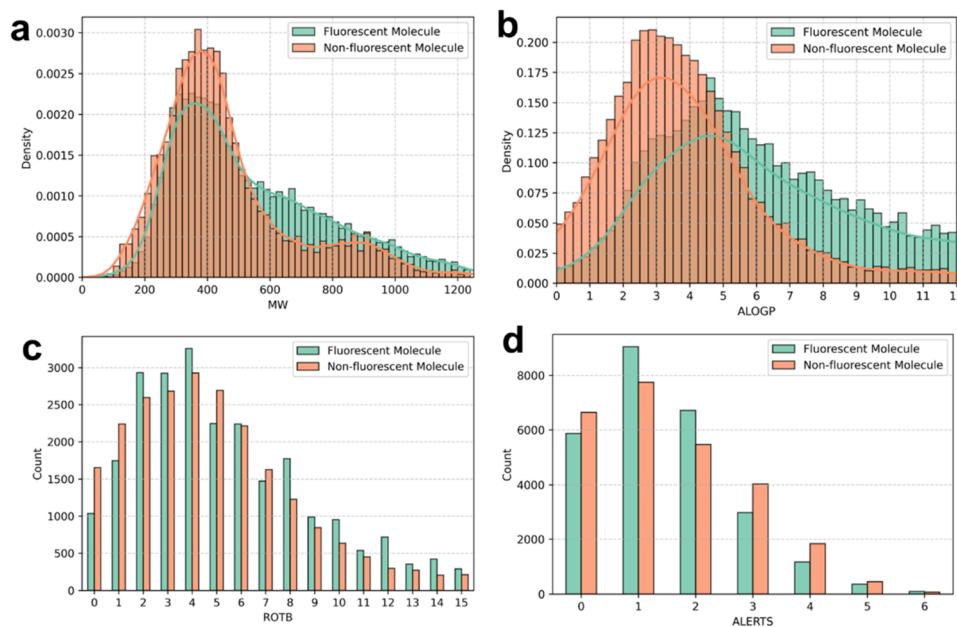 a
0.0030
0.0025
0.0020
0.0015
0.0010
0.0005
0.0000
Density
0 200 400 600 800 1000 1200
MW
Fluorescent Molecule
Non-fluorescent Molecule
b
0.200
0.175
0.150
0.125
0.100
0.075
0.050
0.025
0.000
Density
0 1 2 3 4 5 6 7 8 9 10 11
ALOGP
Fluorescent Molecule
Non-fluorescent Molecule
c
3000
2500
2000
1500
1000
500
0
Count
0 1 2 3 4 5 6 7 8 9 10 11 12 13 14 15
ROTB
Fluorescent Molecule
Non-fluorescent Molecule
d
8000
6000
4000
2000
0
Count
0 1 2 3 4 5 6
ALERTS
Fluorescent Molecule
Non-fluorescent Molecule